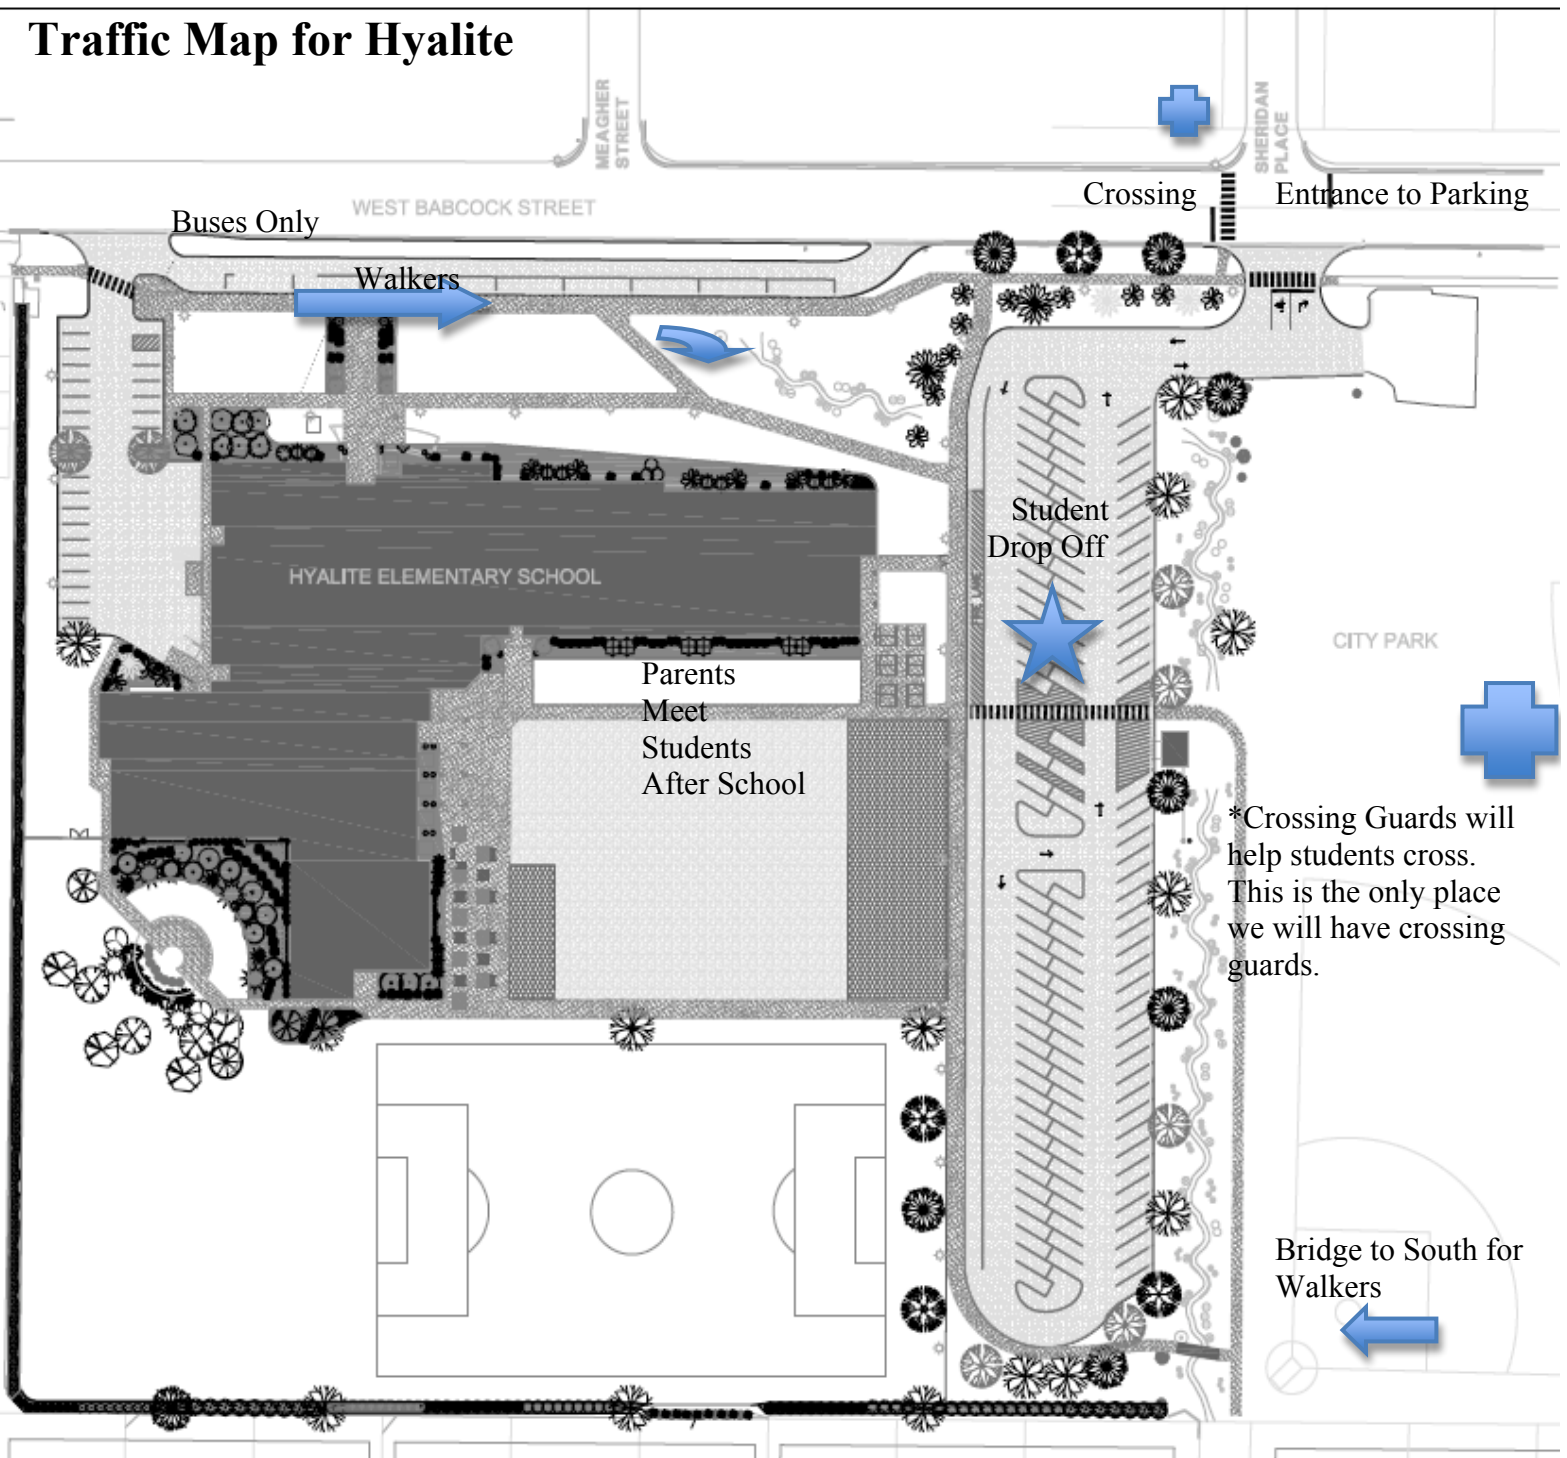 Traffic Map for Hyalite
MEAGHER
STREET
SHERIDAN
PLACE
Crossing
Entrance to Parking
WEST BABCOCK STREET
Buses Only
Walkers
Student
Drop Off
HYALITE ELEMENTARY SCHOOL
FIRE LANE
CITY PARK
Parents
Meet
Students
After School
*Crossing Guards will
help students cross.
This is the only place
we will have crossing
guards.
Bridge to South for
Walkers